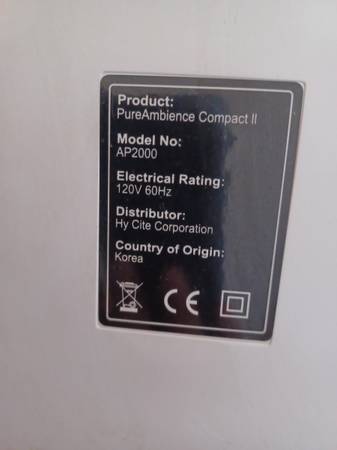 Product:
PureAmbience Compact II
Model No:
AP2000
Electrical Rating:
120V 60Hz
Distributor:
Hy Cite Corporation
Country of Origin:
Korea
CE